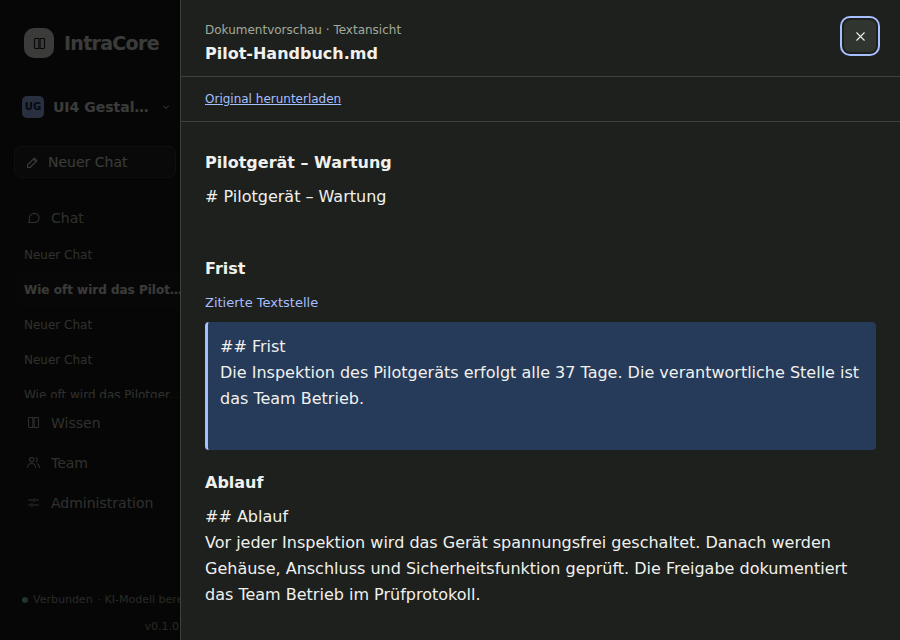 IntraCore
UG UI4 Gestal...
Neuer Chat
Chat
Neuer Chat
Wie oft wird das Pilot...
Neuer Chat
Neuer Chat
Wie oft wird das Pilotger...
Wissen
Team
Administration
Verbunden · KI-Modell bere
v0.1.0
Dokumentvorschau · Textansicht
Pilot-Handbuch.md
Original herunterladen
Pilotgerät – Wartung
# Pilotgerät – Wartung
Frist
Zitierte Textstelle
## Frist
Die Inspektion des Pilotgeräts erfolgt alle 37 Tage. Die verantwortliche Stelle ist
das Team Betrieb.
Ablauf
## Ablauf
Vor jeder Inspektion wird das Gerät spannungsfrei geschaltet. Danach werden
Gehäuse, Anschluss und Sicherheitsfunktion geprüft. Die Freigabe dokumentiert
das Team Betrieb im Prüfprotokoll.